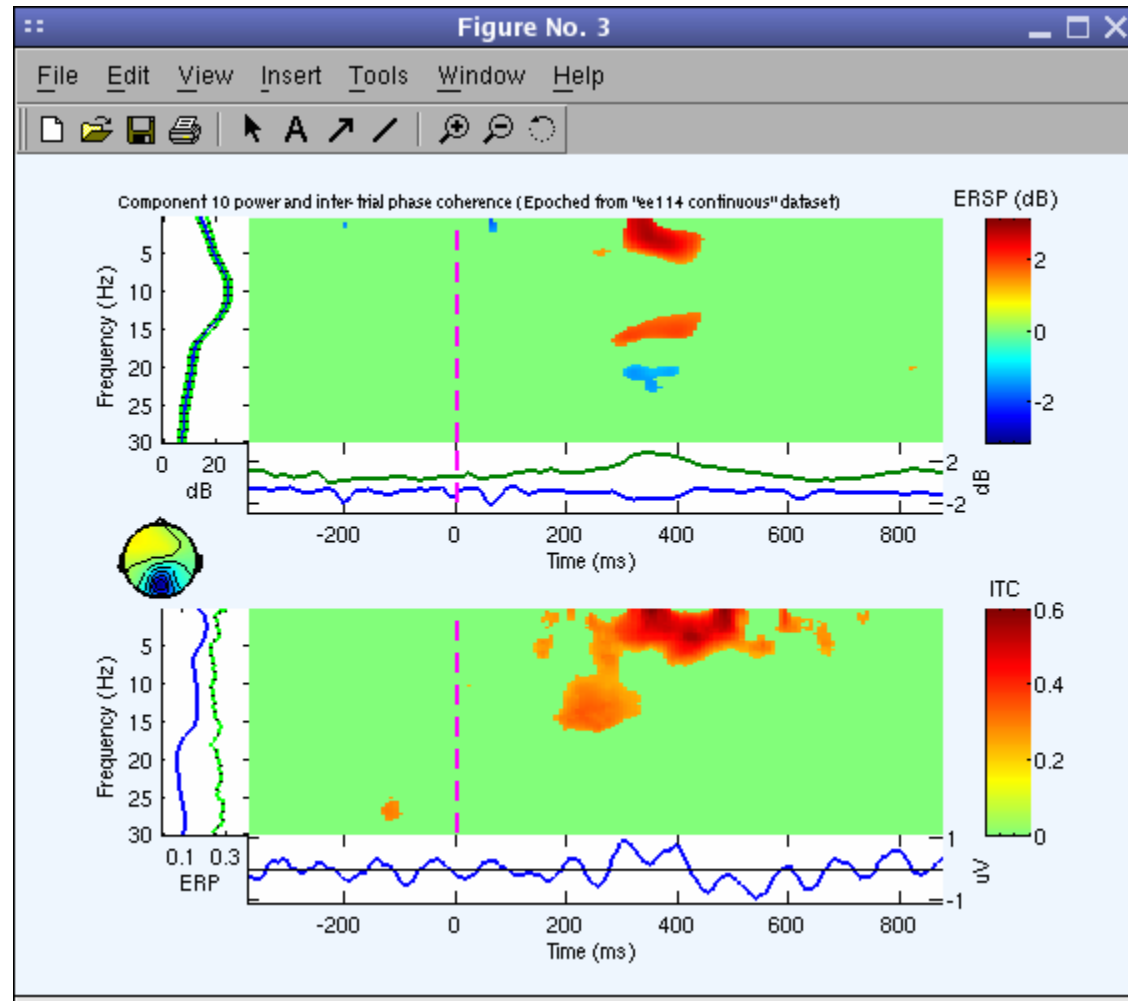 Figure No. 3
File Edit View Insert Tools Window Help
A
Component 10 power and inter-trial phase coherence (Epoched from "ee114 continuous" dataset)
ERSP (dB)
Frequency (Hz)
5
10
15
20
25
30
2
0
-2
0 20
dB
2
-2
dB
-200 0 200 400 600 800
Time (ms)
ITC
Frequency (Hz)
5
10
15
20
25
30
0.6
0.4
0.2
0
0.1 0.3
ERP
1
-1
uV
-200 0 200 400 600 800
Time (ms)